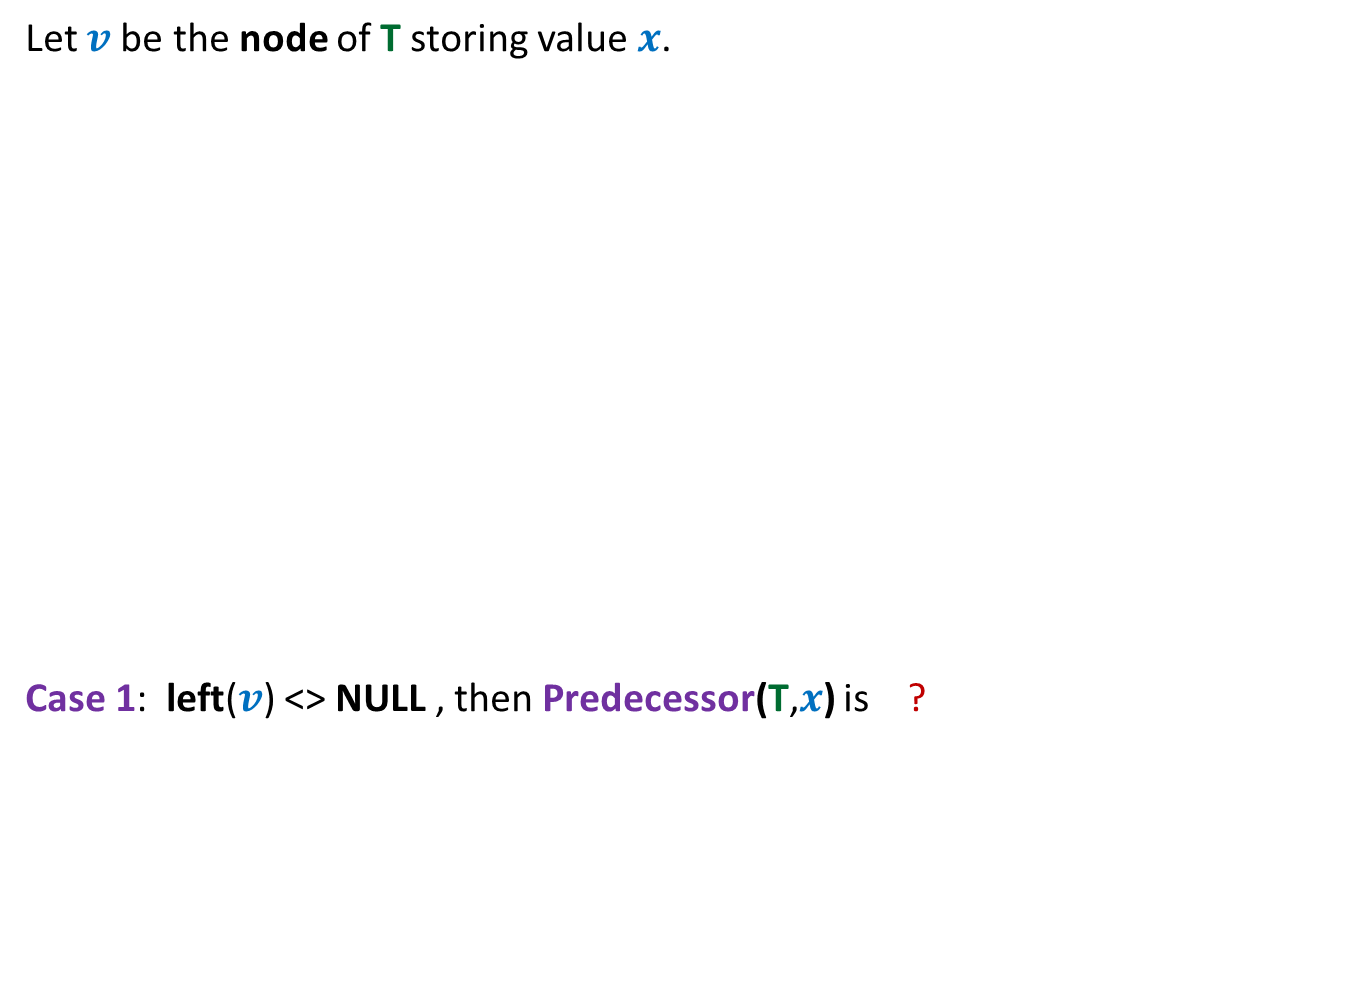 Let v be the node of T storing value x.
Case 1: left(v) <> NULL , then Predecessor(T,x) is ?